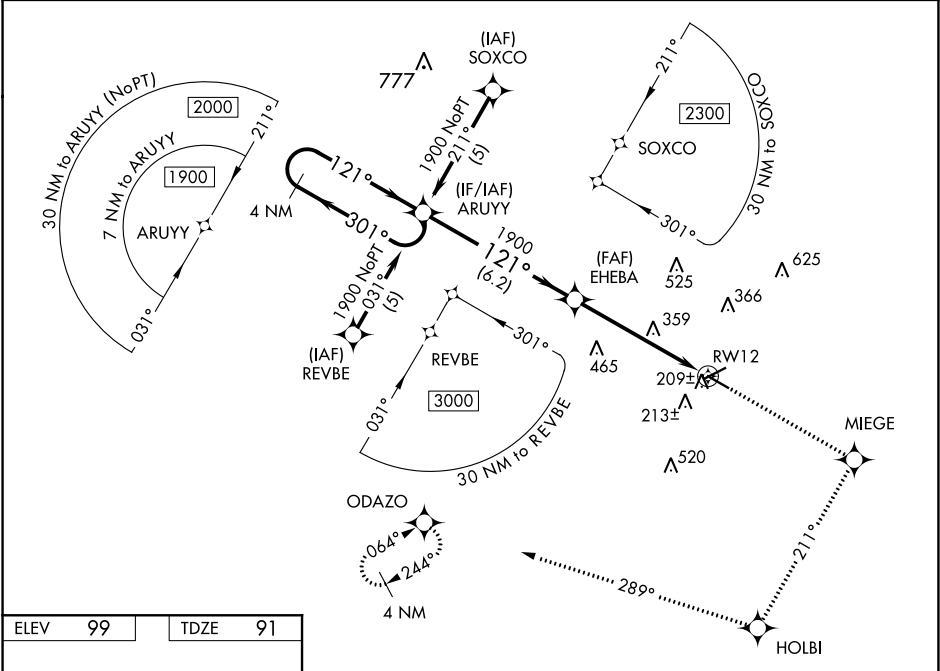 (IAF)
SOXCO
777
30 NM to ARUYY (NoPT)
2000
211°
7 NM to ARUYY
1900
ARUYY
031°
4 NM
121°
301°
1900 NoPT
211°
(5)
(IF/IAF)
ARUYY
1900
121°
(6.2)
1900 NoPT
031°
(5)
(IAF)
REVBE
211°
2300
SOXCO
30 NM to SOXCO
301°
(FAF)
EHEBA
525
625
366
359
465
RW12
209±
213±
520
301°
REVBE
3000
031°
30 NM to REVBE
MIEGE
211°
ODAZO
064°
244°
4 NM
289°
HOLBI
ELEV 99
TDZE 91